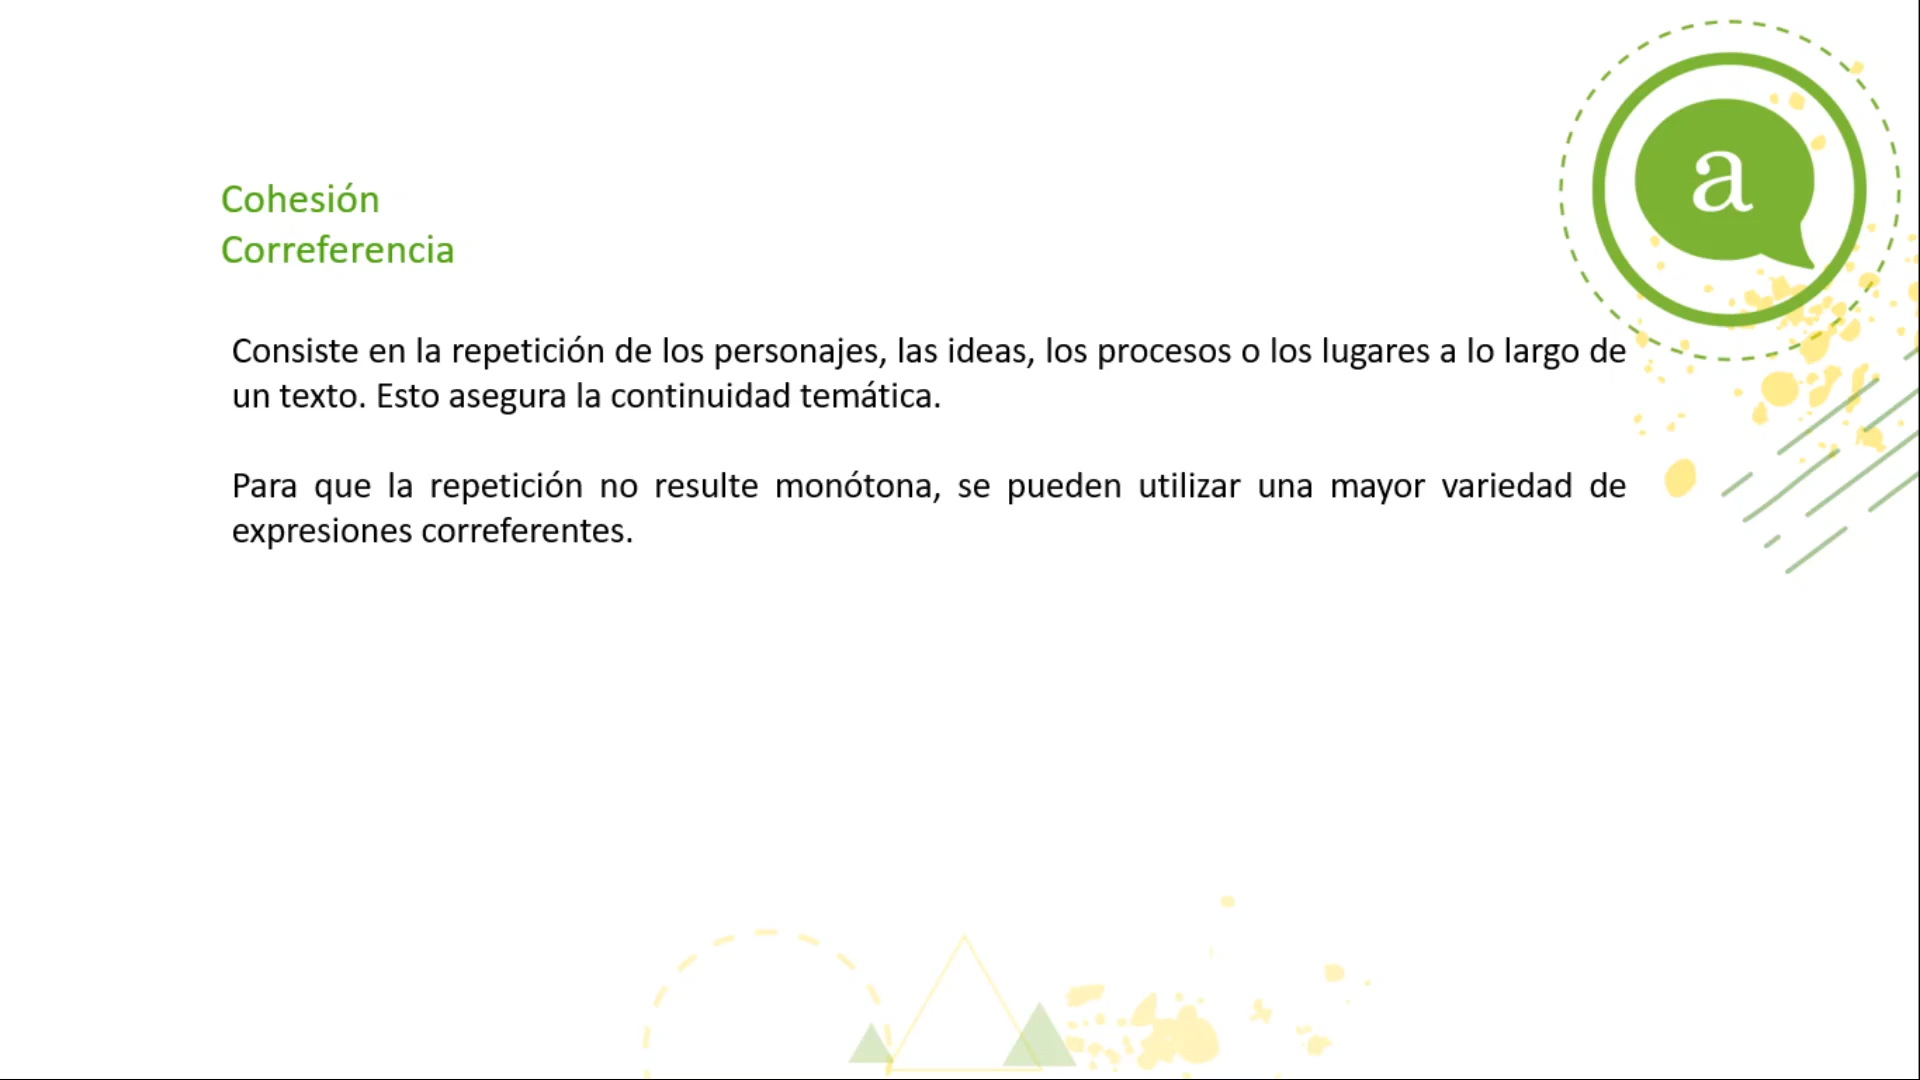 a
Cohesión
Correferencia
Consiste en la repetición de los personajes, las ideas, los procesos o los lugares a lo largo de
un texto. Esto asegura la continuidad temática.
Para que la repetición no resulte monótona, se pueden utilizar una mayor variedad de
expresiones correferentes.